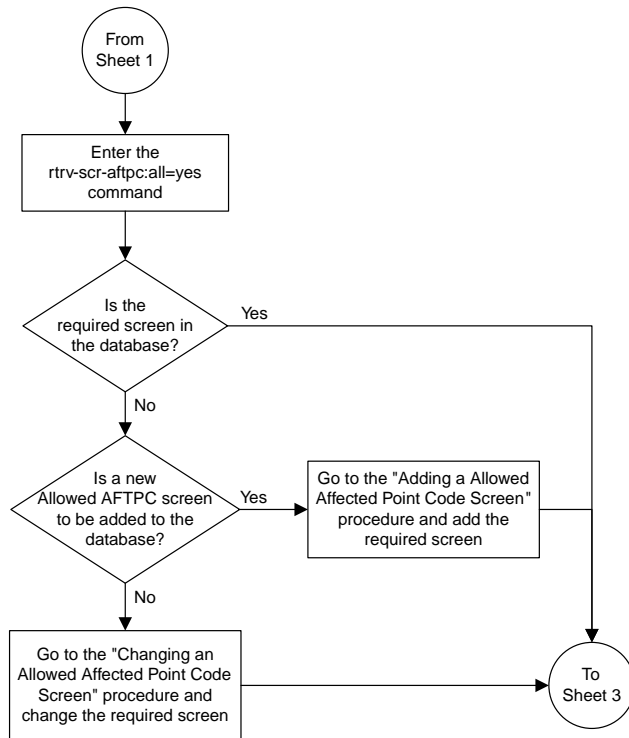 From
Sheet 1
Enter the
rtrv-scr-aftpc:all=yes
command
Is the
required screen in
the database?
Yes
No
Is a new
Allowed AFTPC screen
to be added to the
database?
Yes
Go to the "Adding a Allowed
Affected Point Code Screen"
procedure and add the
required screen
No
Go to the "Changing an
Allowed Affected Point Code
Screen" procedure and
change the required screen
To
Sheet 3